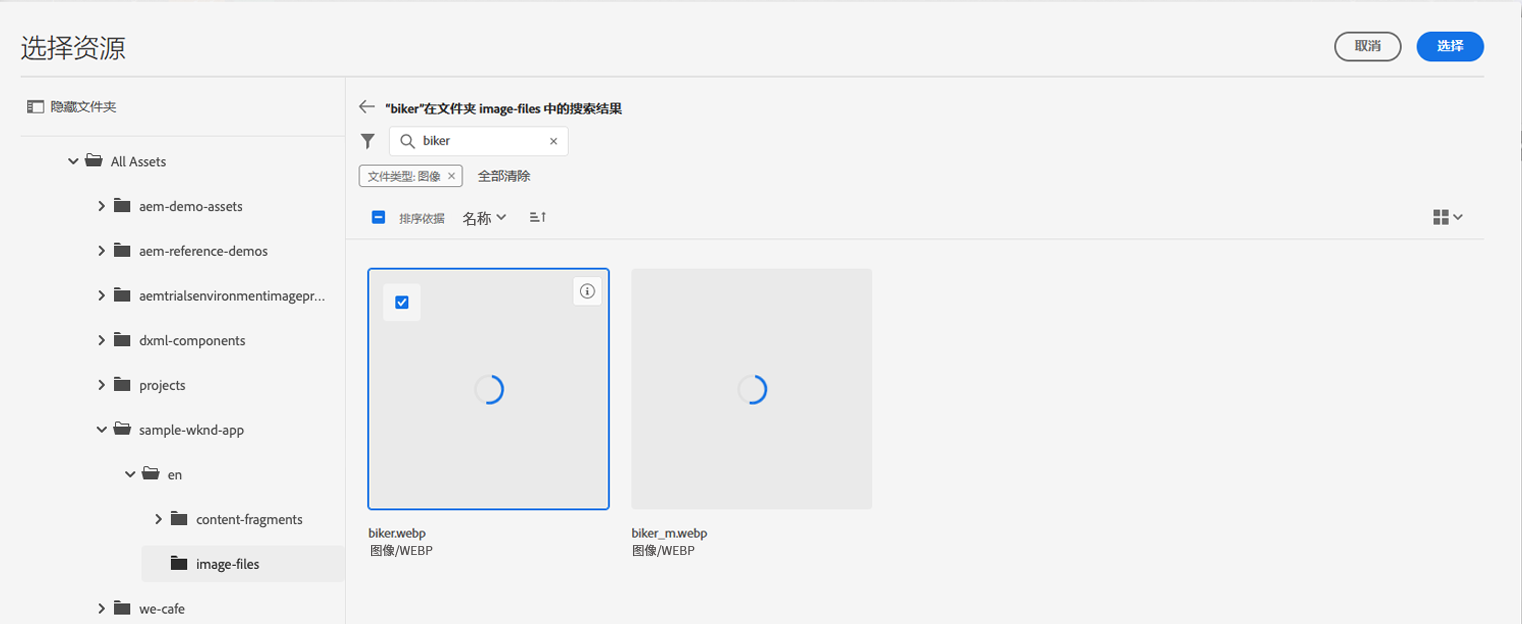 选择资源
取消
选择
隐藏文件夹
All Assets
aem-demo-assets
aem-reference-demos
aemtrialsenvironmentimagepr...
dxml-components
projects
sample-wknd-app
en
content-fragments
image-files
we-cafe
“biker”在文件夹 image-files 中的搜索结果
biker
文件类型: 图像
全部清除
排序依据 名称
biker.webp
图像/WEBP
biker_m.webp
图像/WEBP